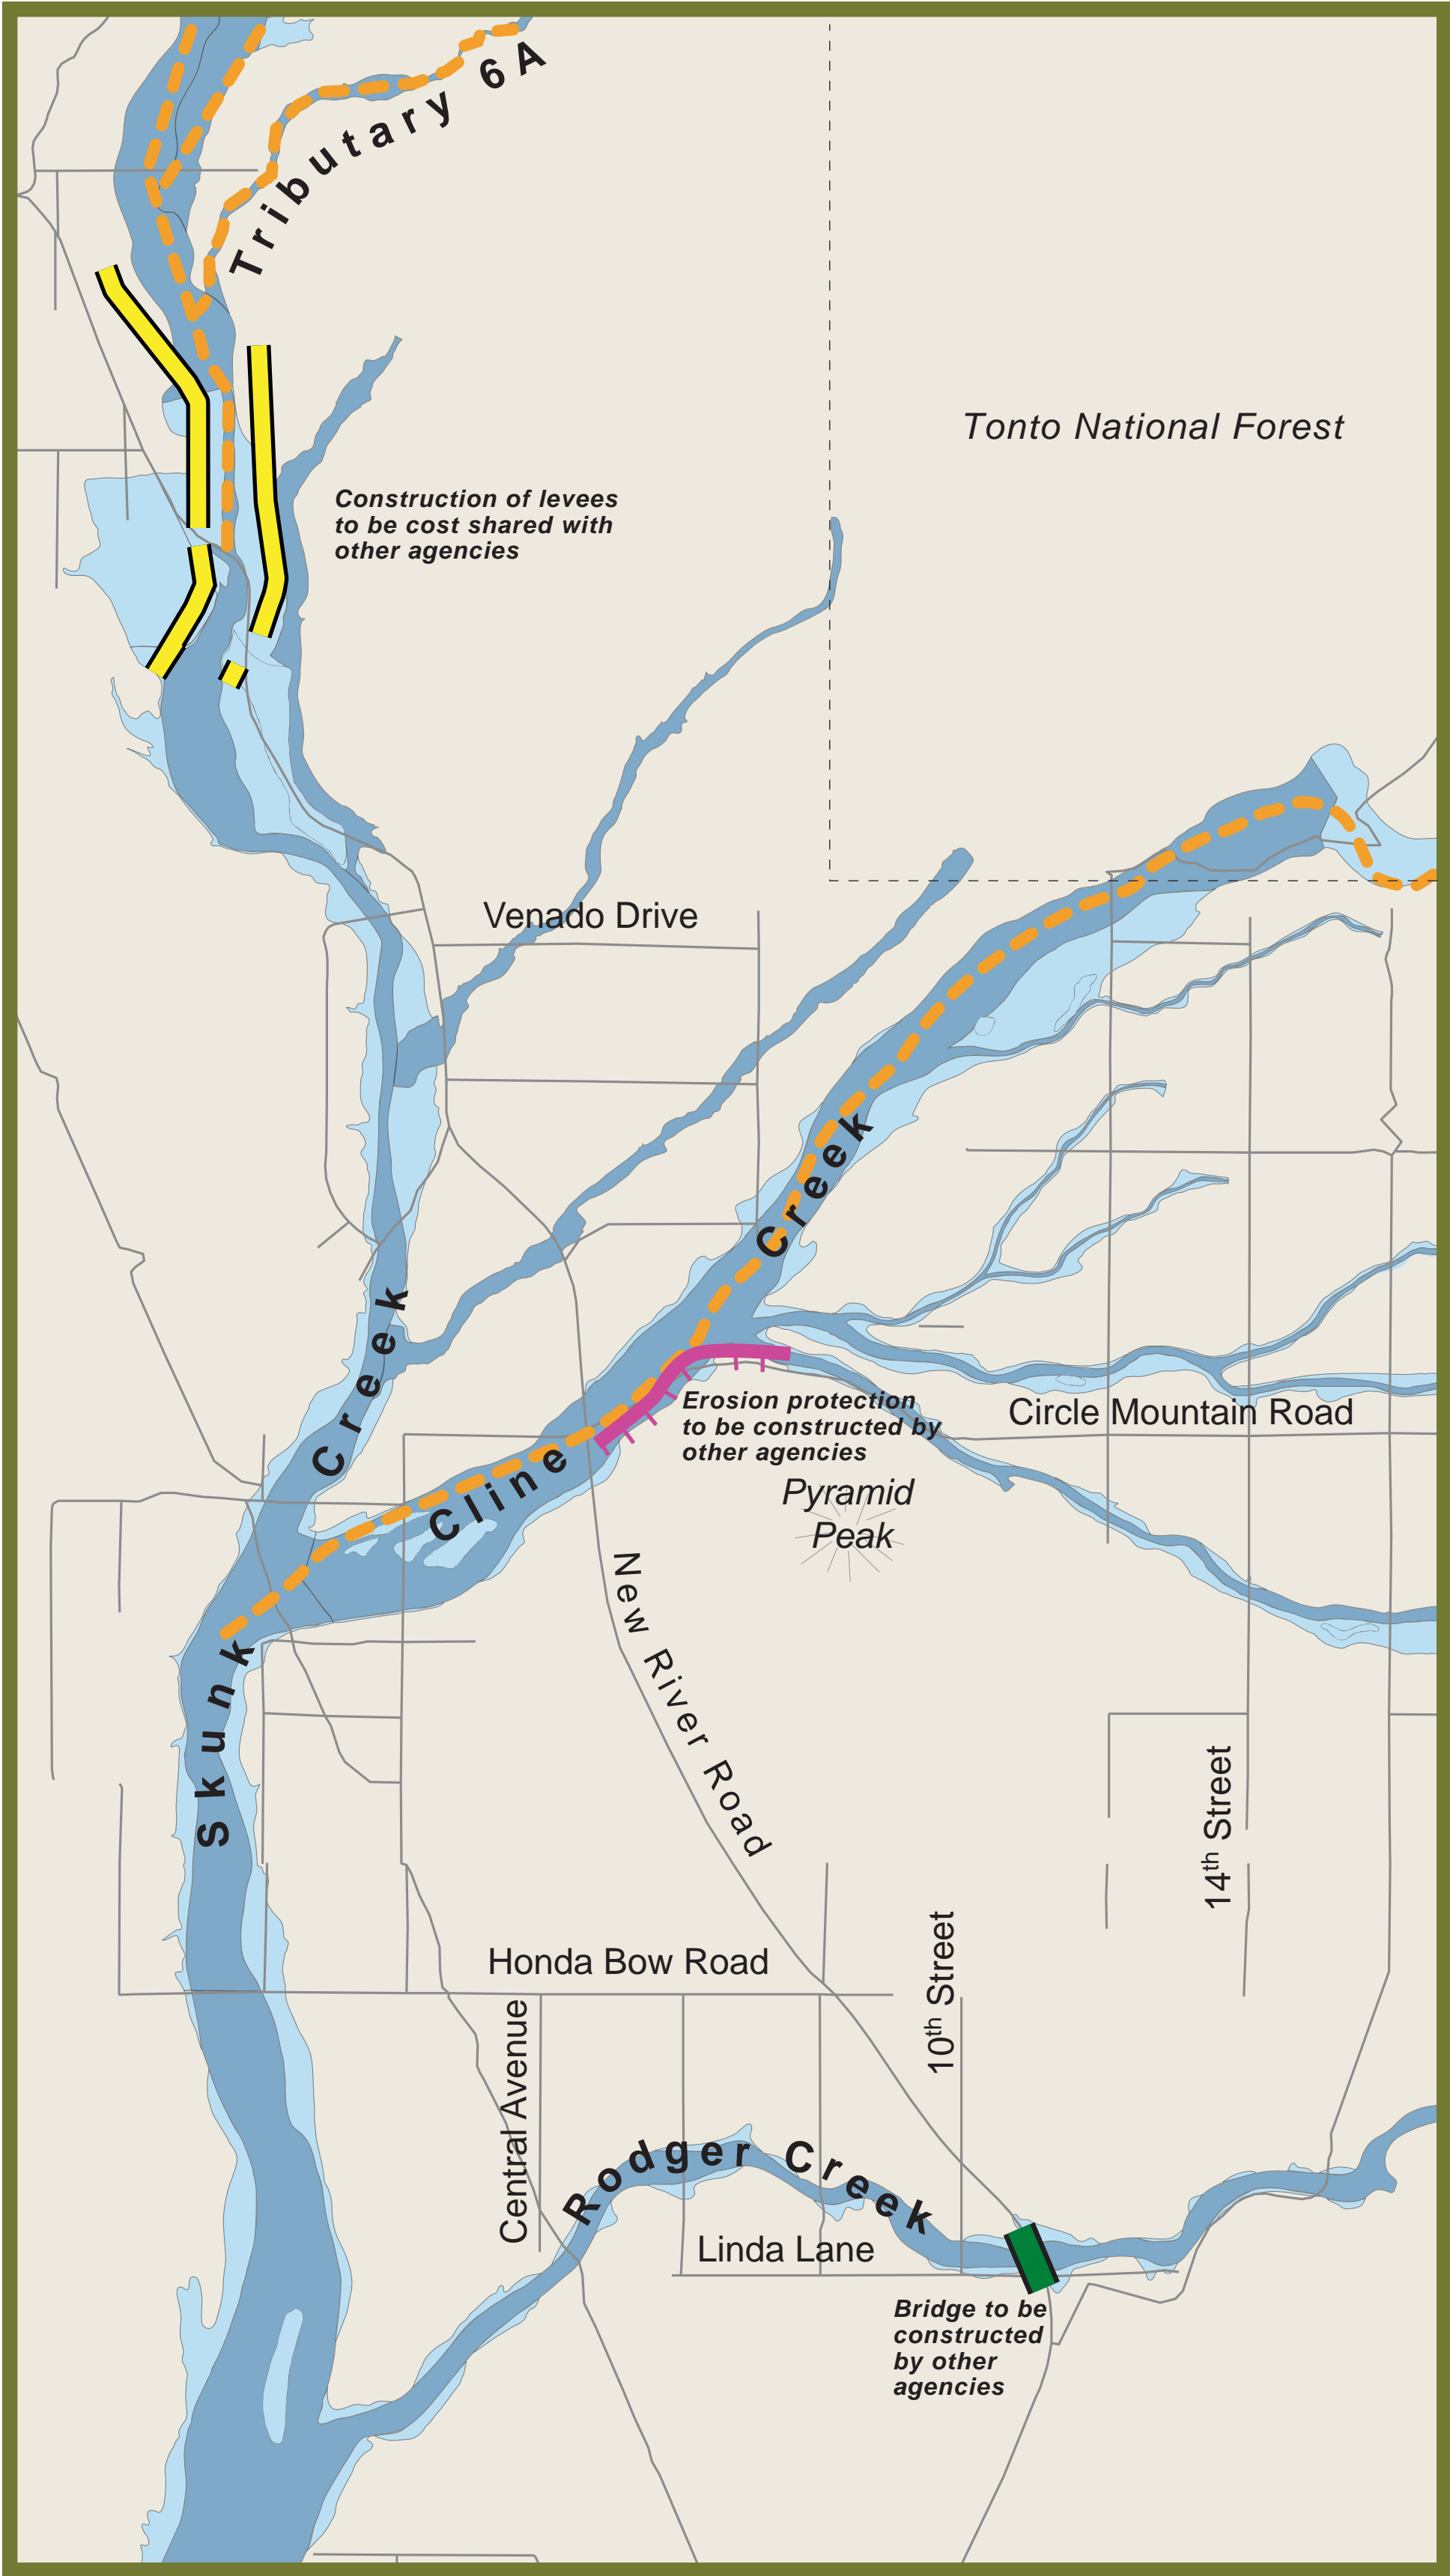 Tributary 6A
Tonto National Forest
Construction of levees
to be cost shared with
other agencies
Venado Drive
Cline Creek
Skunk Creek
Erosion protection
to be constructed by
other agencies
Circle Mountain Road
Pyramid
Peak
New River Road
14th Street
10th Street
Honda Bow Road
Central Avenue
Rodger Creek
Linda Lane
Bridge to be
constructed
by other
agencies